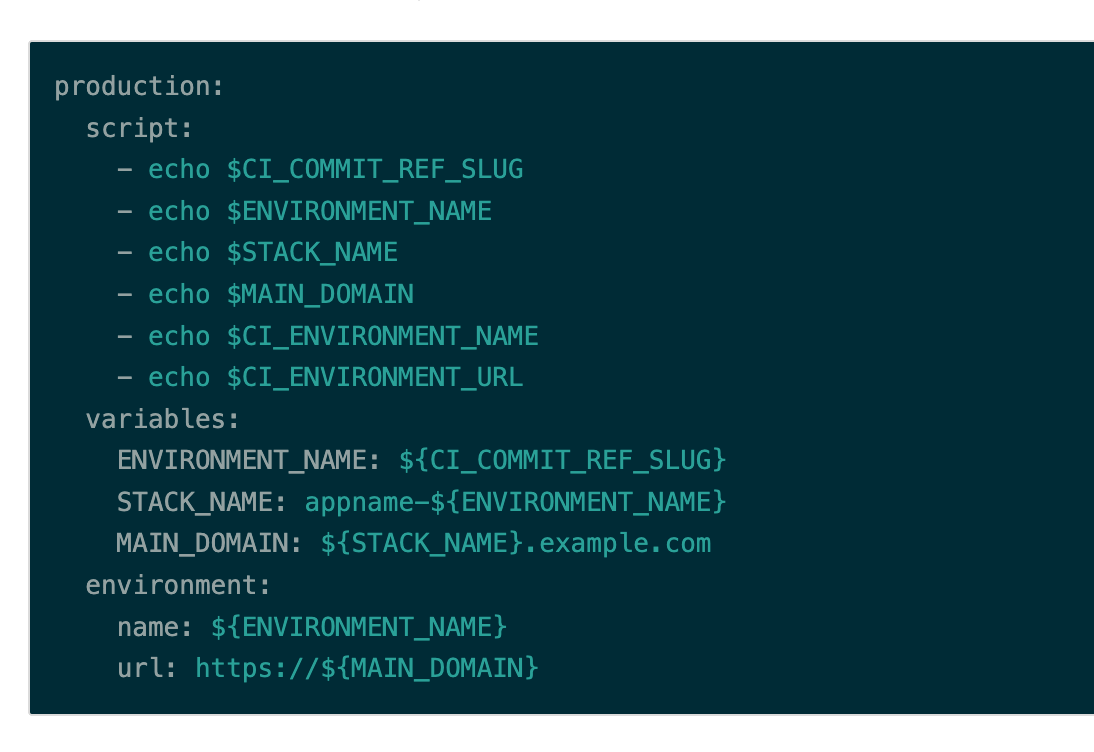 production:
  script:
    - echo $CI_COMMIT_REF_SLUG
    - echo $ENVIRONMENT_NAME
    - echo $STACK_NAME
    - echo $MAIN_DOMAIN
    - echo $CI_ENVIRONMENT_NAME
    - echo $CI_ENVIRONMENT_URL
  variables:
    ENVIRONMENT_NAME: ${CI_COMMIT_REF_SLUG}
    STACK_NAME: appname-${ENVIRONMENT_NAME}
    MAIN_DOMAIN: ${STACK_NAME}.example.com
  environment:
    name: ${ENVIRONMENT_NAME}
    url: https://${MAIN_DOMAIN}